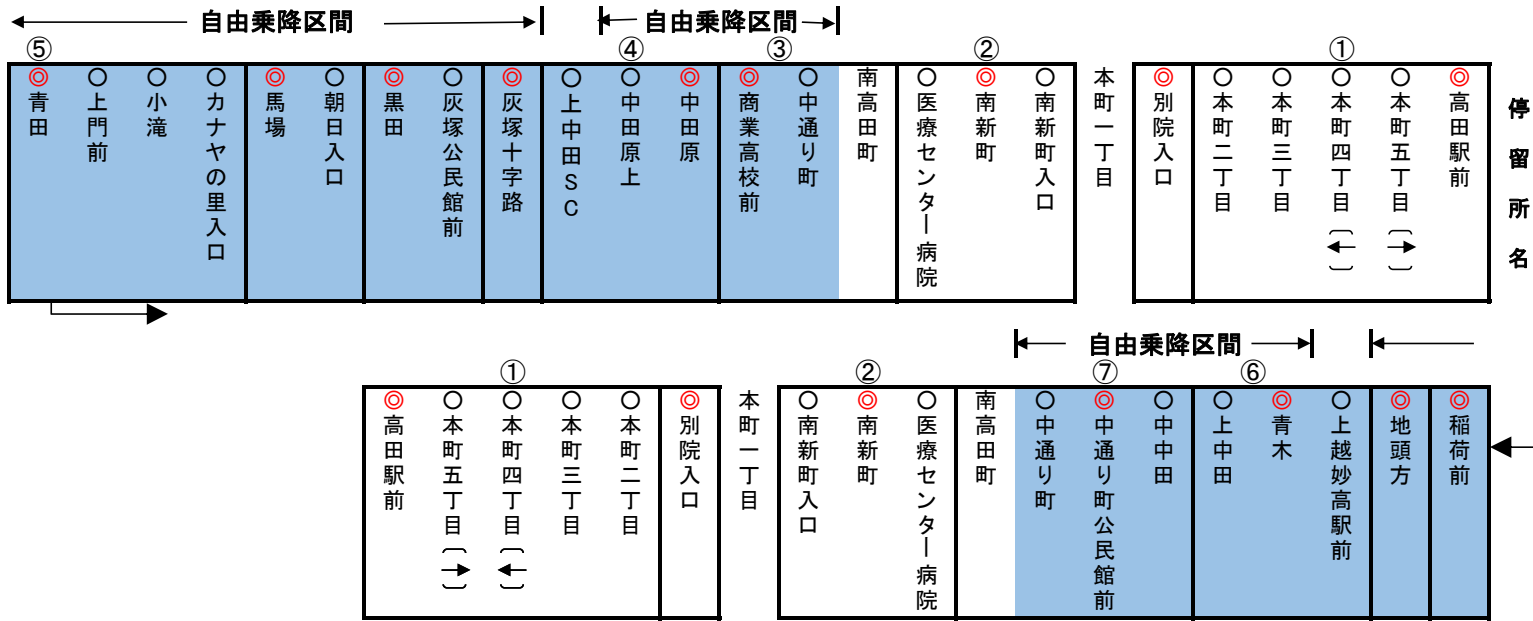 自由乗降区間
自由乗降区間
⑤
④
③
②
①
◎青田
○上門前
○小滝
○カナヤの里入口
◎馬場
○朝日入口
◎黒田
○灰塚公民館前
◎灰塚十字路
○上中田SC
○中田原上
◎中田原
◎商業高校前
○中通り町
南高田町
○医療センター病院
◎南新町
○南新町入口
本町一丁目
◎別院入口
○本町二丁目
○本町三丁目
○本町四丁目(←)
○本町五丁目(→)
◎高田駅前
停留所名
自由乗降区間
①
②
⑦
⑥
◎高田駅前
○本町五丁目(→)
○本町四丁目(←)
○本町三丁目
○本町二丁目
◎別院入口
本町一丁目
○南新町入口
◎南新町
○医療センター病院
南高田町
○中通り町
◎中通り町公民館前
○中中田
○上中田
◎青木
○上越妙高駅前
◎地頭方
◎稲荷前